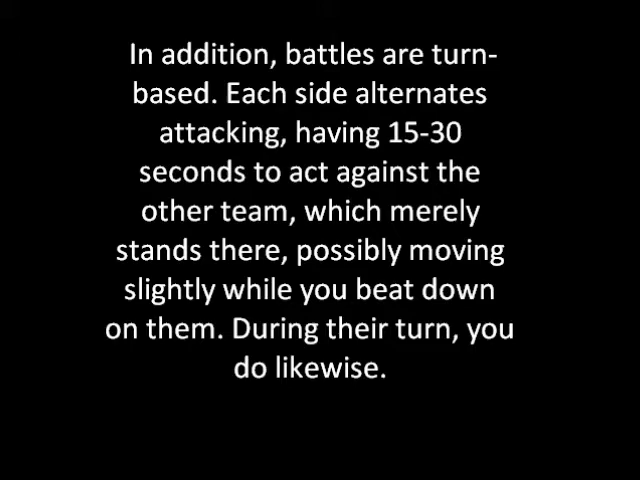 In addition, battles are turn-
based. Each side alternates
attacking, having 15-30
seconds to act against the
other team, which merely
stands there, possibly moving
slightly while you beat down
on them. During their turn, you
do likewise.